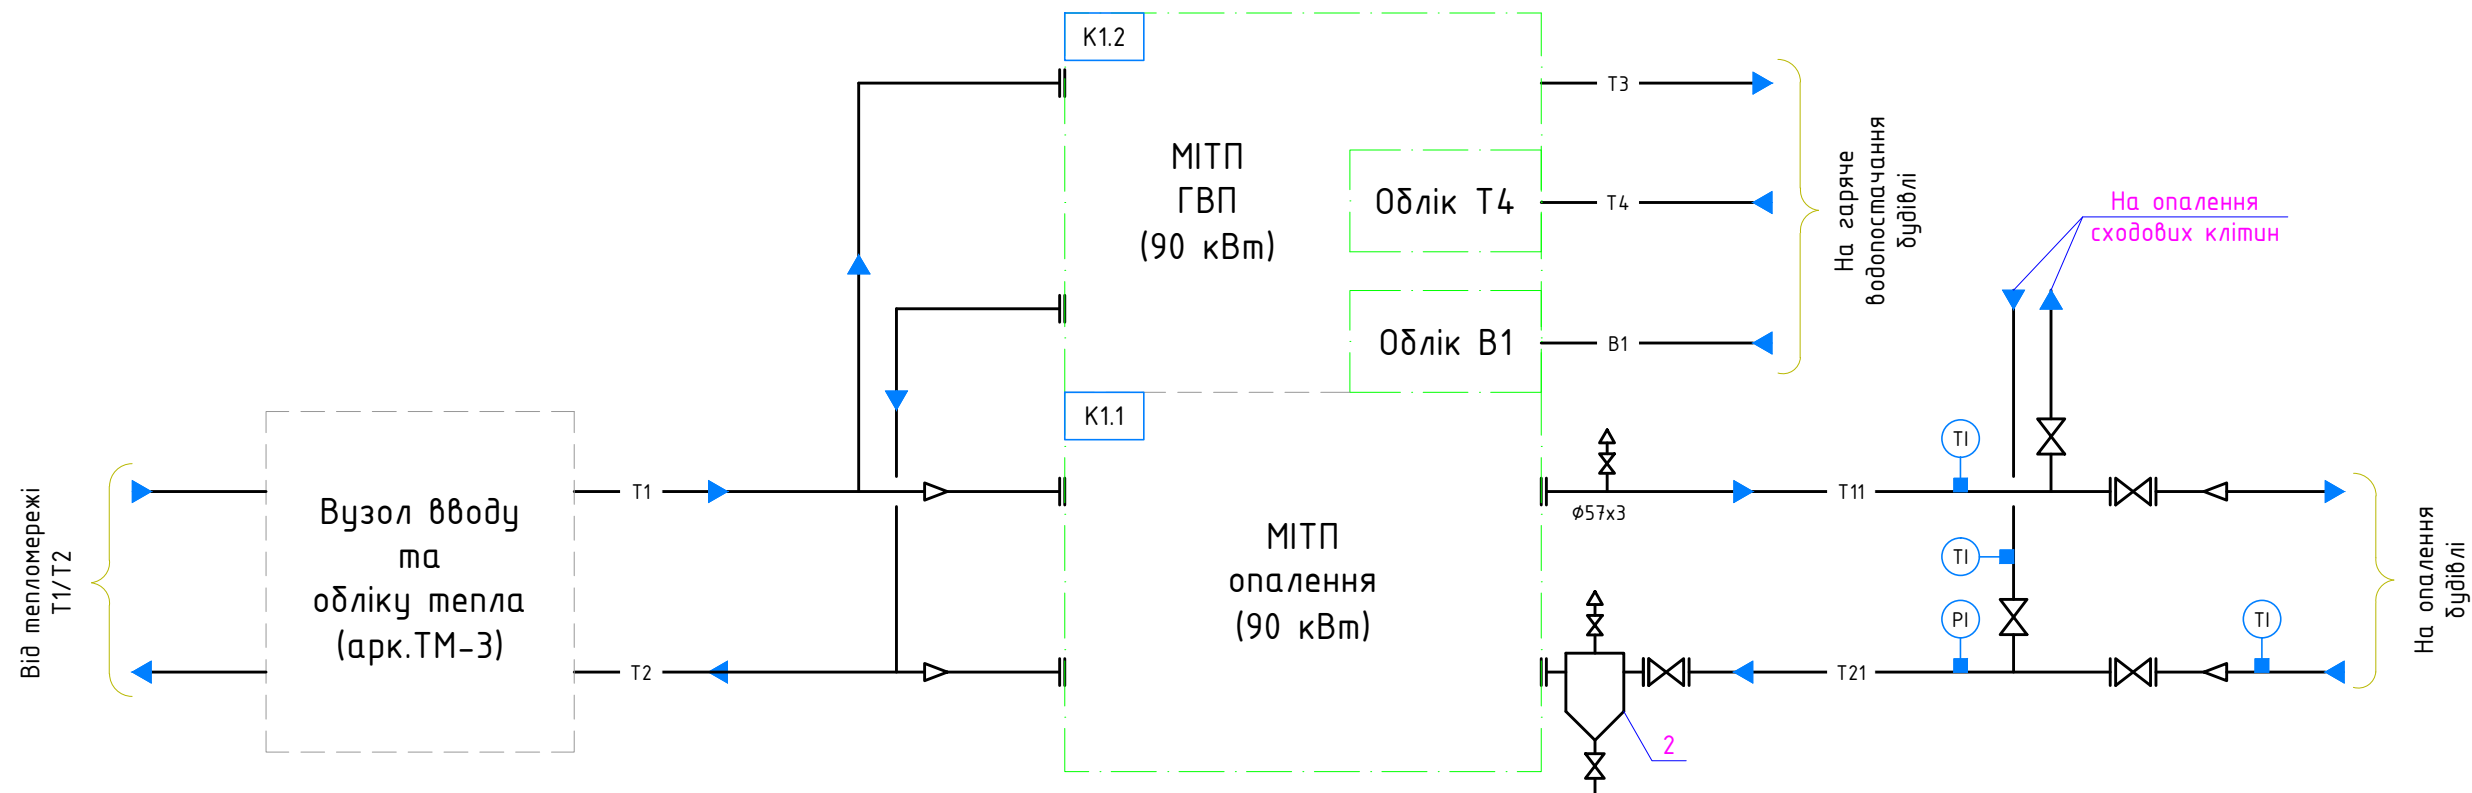 К1.2
МІТП
ГВП
(90 кВт)
Облік Т4
Облік В1
Т3
Т4
В1
На гаряче
водопостачання
будівлі
На опалення
сходових клітин
Від тепломережі
Т1/Т2
Вузол вводу
та
обліку тепла
(арк.ТМ-3)
Т1
Т2
К1.1
МІТП
опалення
(90 кВт)
Ø57х3
Т11
TI
TI
PI
TI
Т21
2
На опалення
будівлі